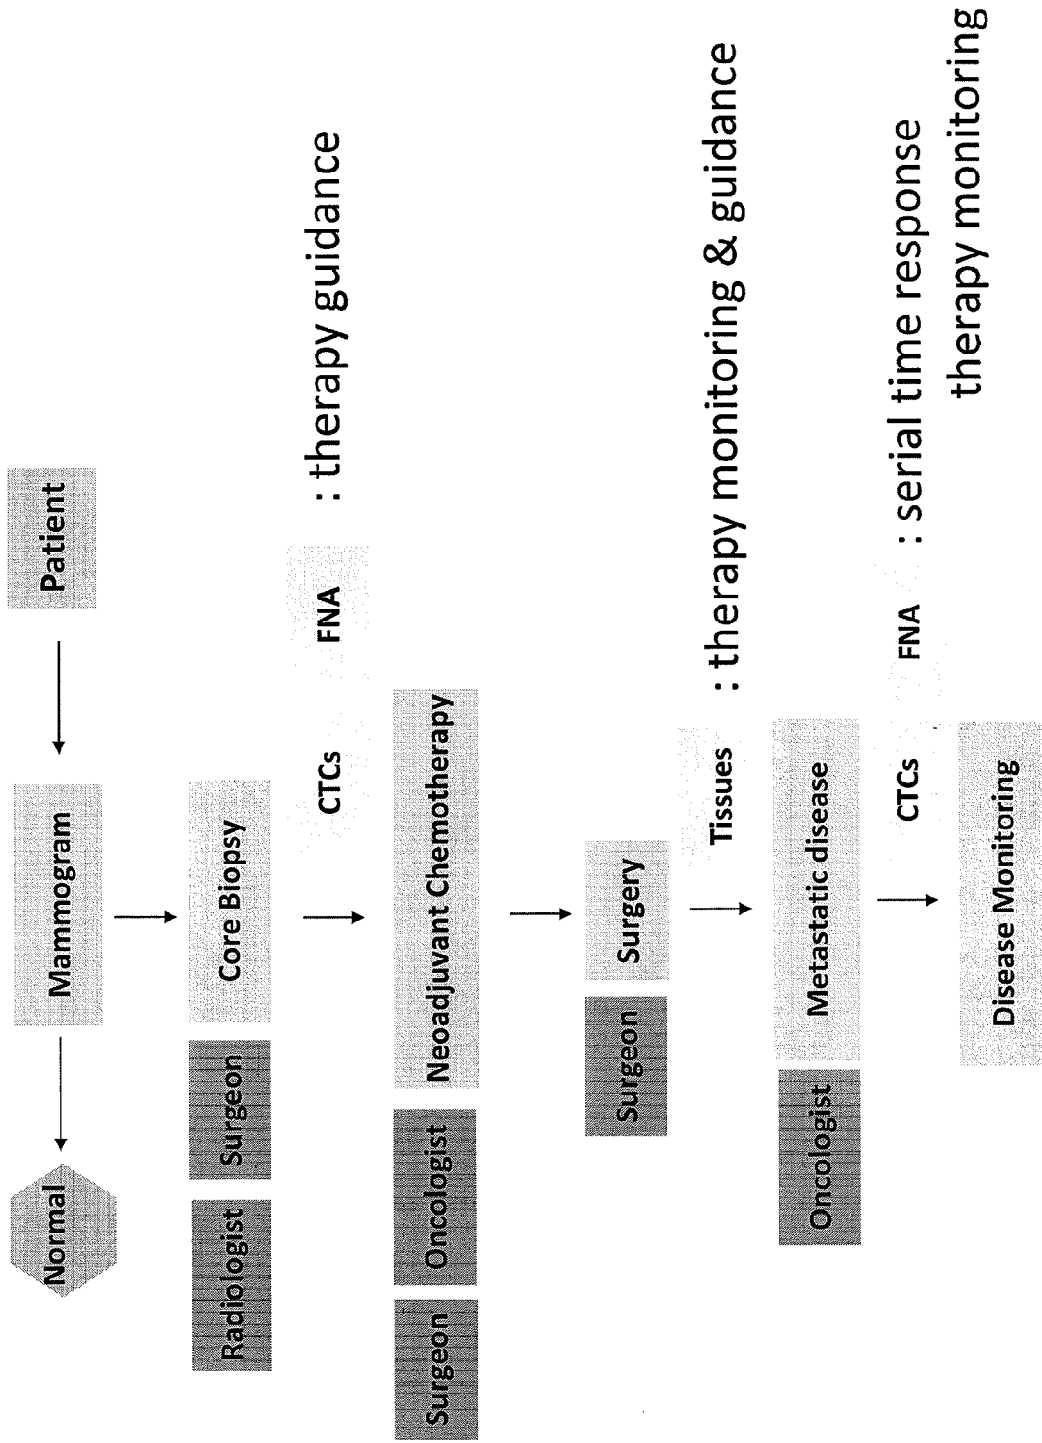 Patient
Mammogram
Normal
Core Biopsy
Surgeon
Radiologist
CTCs
FNA
: therapy guidance
Neoadjuvant Chemotherapy
Oncologist
Surgeon
Surgery
Surgeon
Tissues
: therapy monitoring & guidance
Metastatic disease
Oncologist
CTCs
FNA
: serial time response
therapy monitoring
Disease Monitoring